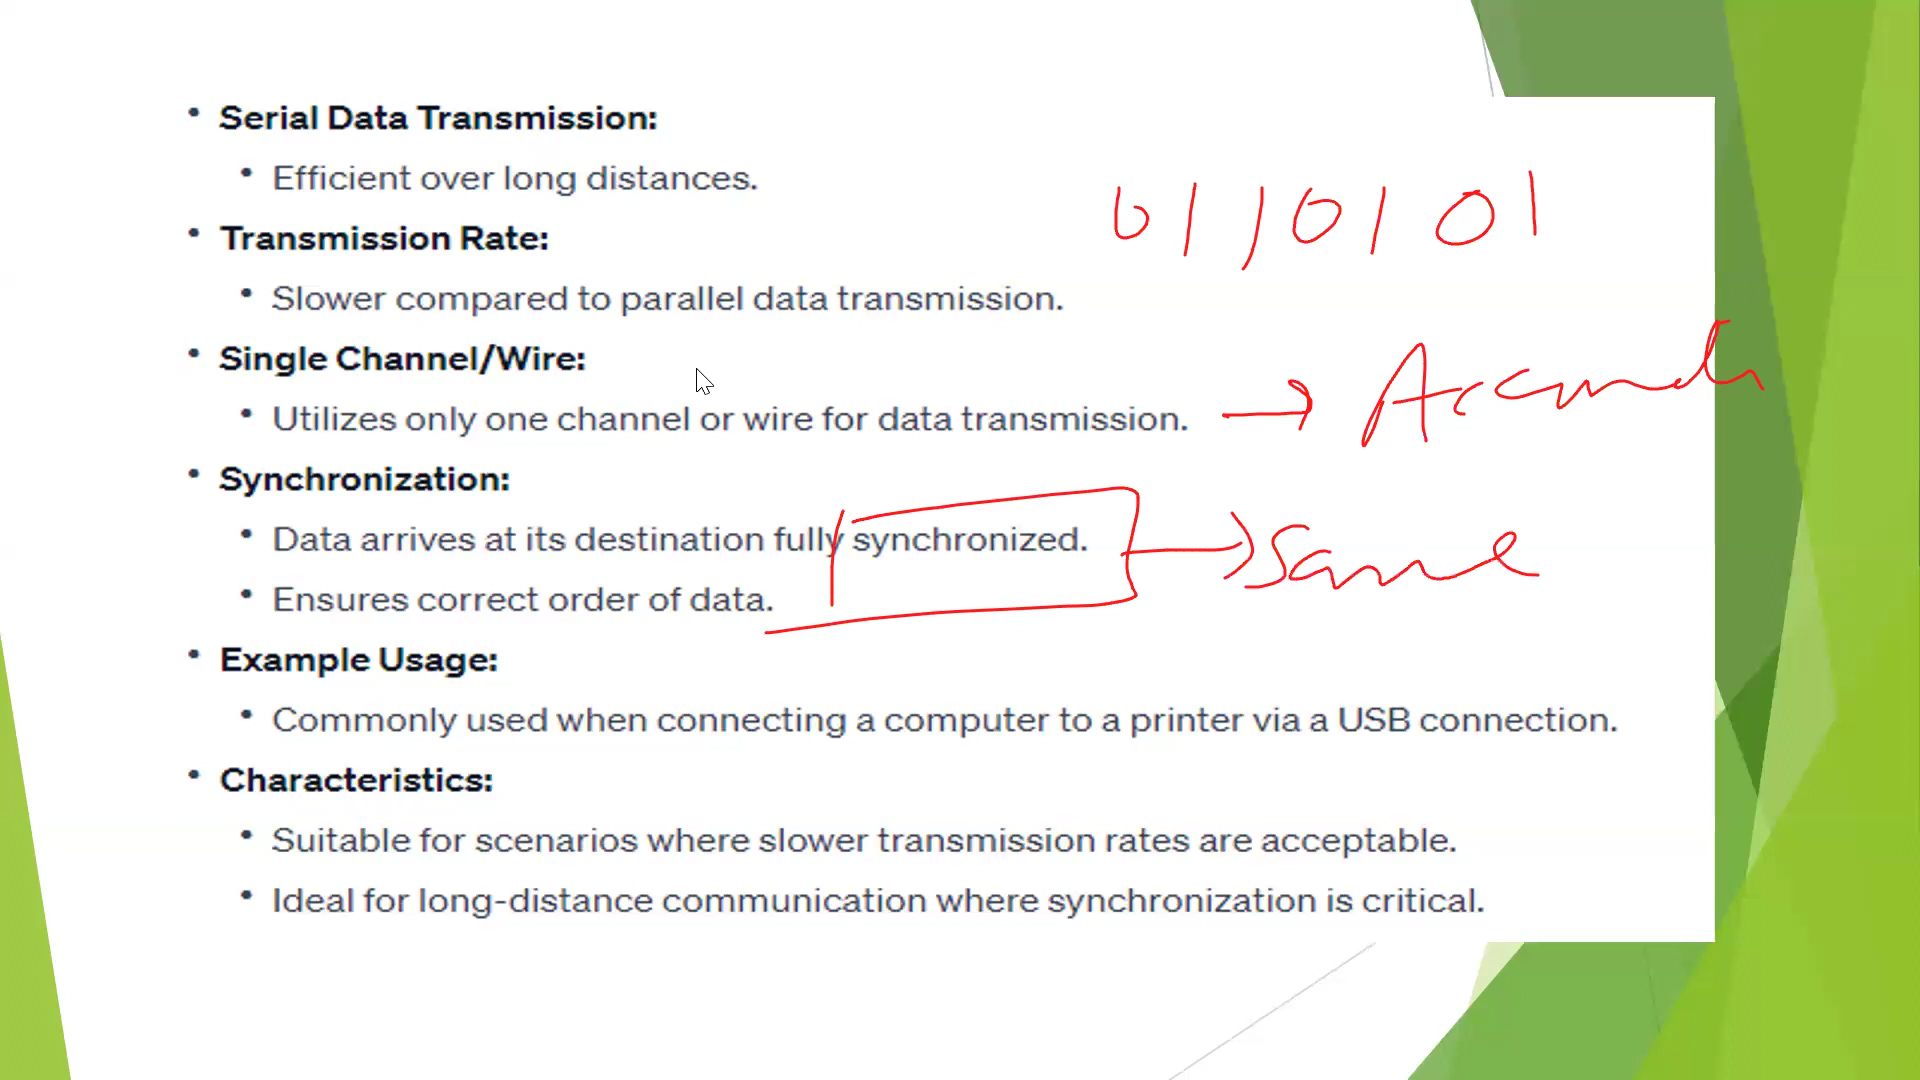 • Serial Data Transmission:
• Efficient over long distances.
0110101
• Transmission Rate:
• Slower compared to parallel data transmission.
• Single Channel/Wire:
• Utilizes only one channel or wire for data transmission. →
• Synchronization:
• Data arrives at its destination fully synchronized. → Same
• Ensures correct order of data.
• Example Usage:
• Commonly used when connecting a computer to a printer via a USB connection.
• Characteristics:
• Suitable for scenarios where slower transmission rates are acceptable.
• Ideal for long-distance communication where synchronization is critical.